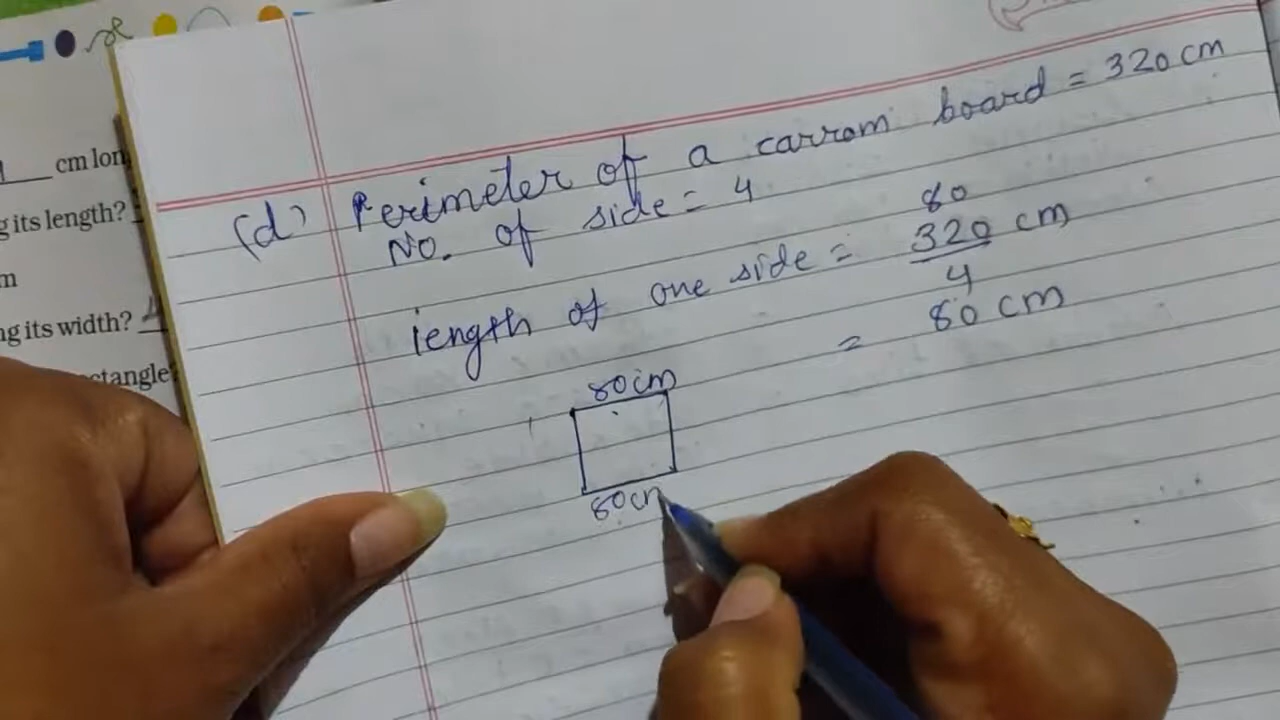 cm lon
g its length?
m
ng its width?
ctangle?
(d) Perimeter of a carrom board = 320 cm
No. of side = 4
80
length of one side = 320 cm
4
= 80 cm
80cm
80cm